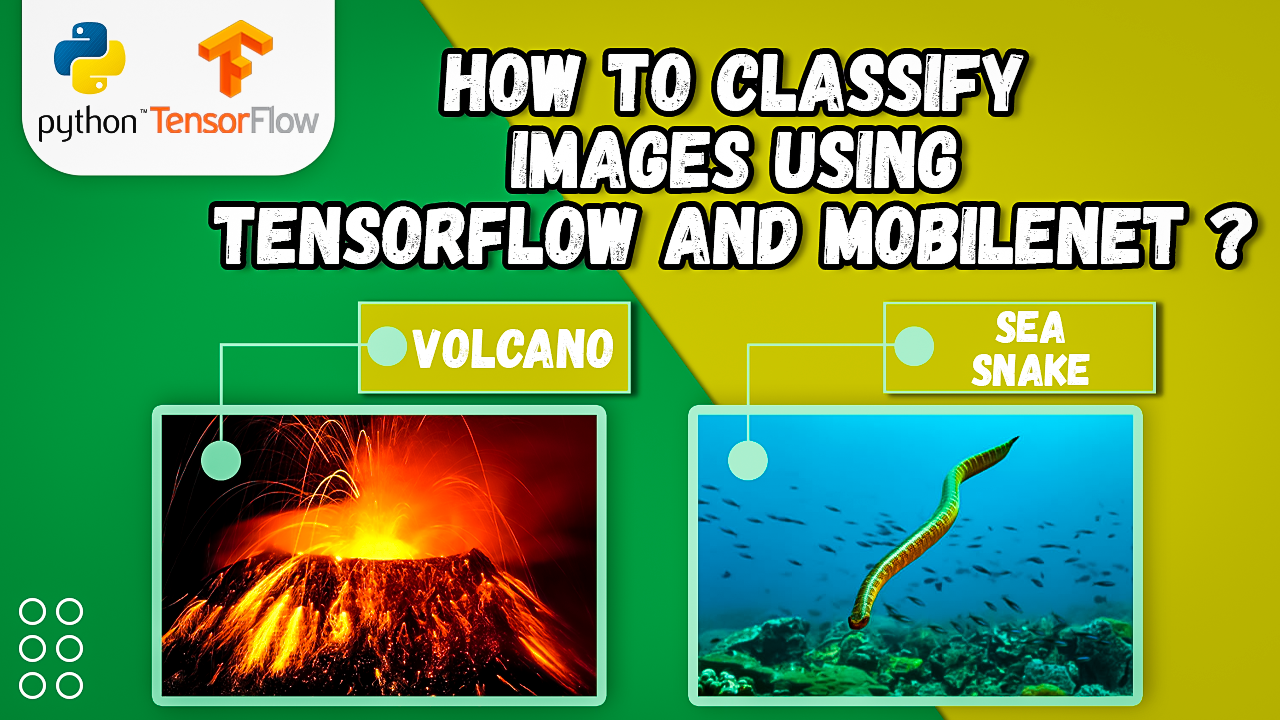 python™
TensorFlow
HOW TO CLASSIFY
IMAGES USING
TENSORFLOW AND MOBILENET ?
VOLCANO
SEA
SNAKE